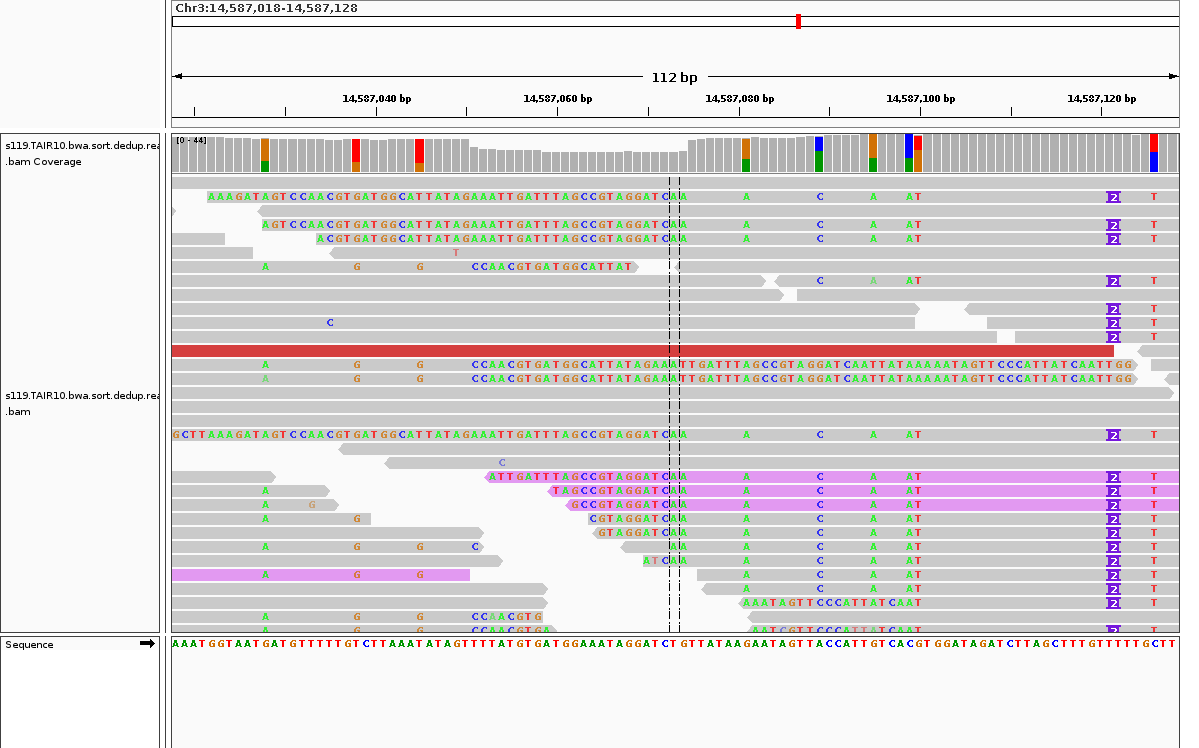 Chr3:14,587,018-14,587,128
112 bp
14,587,040 bp 14,587,060 bp 14,587,080 bp 14,587,100 bp 14,587,120 bp
s119.TAIR10.bwa.sort.dedup.rea
.bam Coverage
[0 - 44]
AAAGATAGTCCAACGTGATGGCATTATAGAAATTGATTTAGCCGTAGGATCAA A C A AT 2 T
AGTCCAACGTGATGGCATTATAGAAATTGATTTAGCCGTAGGATCAA A C A AT 2 T
ACGTGATGGCATTATAGAAATTGATTTAGCCGTAGGATCAA A C A AT 2 T
T
A G G CCAACGTGATGGCATTAT
C A AT 2 T
2 T
C 2 T
2 T
A G G CCAACGTGATGGCATTATAGAAATTGATTTAGCCGTAGGATCAATTATAAAAATAGTTCCCATTATCAATTGG
A G G CCAACGTGATGGCATTATAGAAATTGATTTAGCCGTAGGATCAATTATAAAAATAGTTCCCATTATCAATTGG
s119.TAIR10.bwa.sort.dedup.rea
.bam
GCTTAAAGATAGTCCAACGTGATGGCATTATAGAAATTGATTTAGCCGTAGGATCAA A C A AT 2 T
C
ATTGATTTAGCCGTAGGATCAA A C A AT 2 T
A TAGCCGTAGGATCAA A C A AT 2 T
A G GCCGTAGGATCAA A C A AT 2 T
A G CGTAGGATCAA A C A AT 2 T
GTAGGATCAA A C A AT 2 T
A G G C AA A C A AT 2 T
ATCAA A C A AT 2 T
A G G A C A AT 2 T
A C A AT 2 T
AAATAGTTCCCATTATCAAT 2 T
A G G CCAACGTG 2 T
Sequence
AAATGGTAATGATGTTTTTGTCTTAAATATAGTTTTATGTGATGGAAATAGGATCTGTTATAAGAATAGTTACCATTGTCACGTGGATAGATCTTAGCTTTGTTTTTGCTT